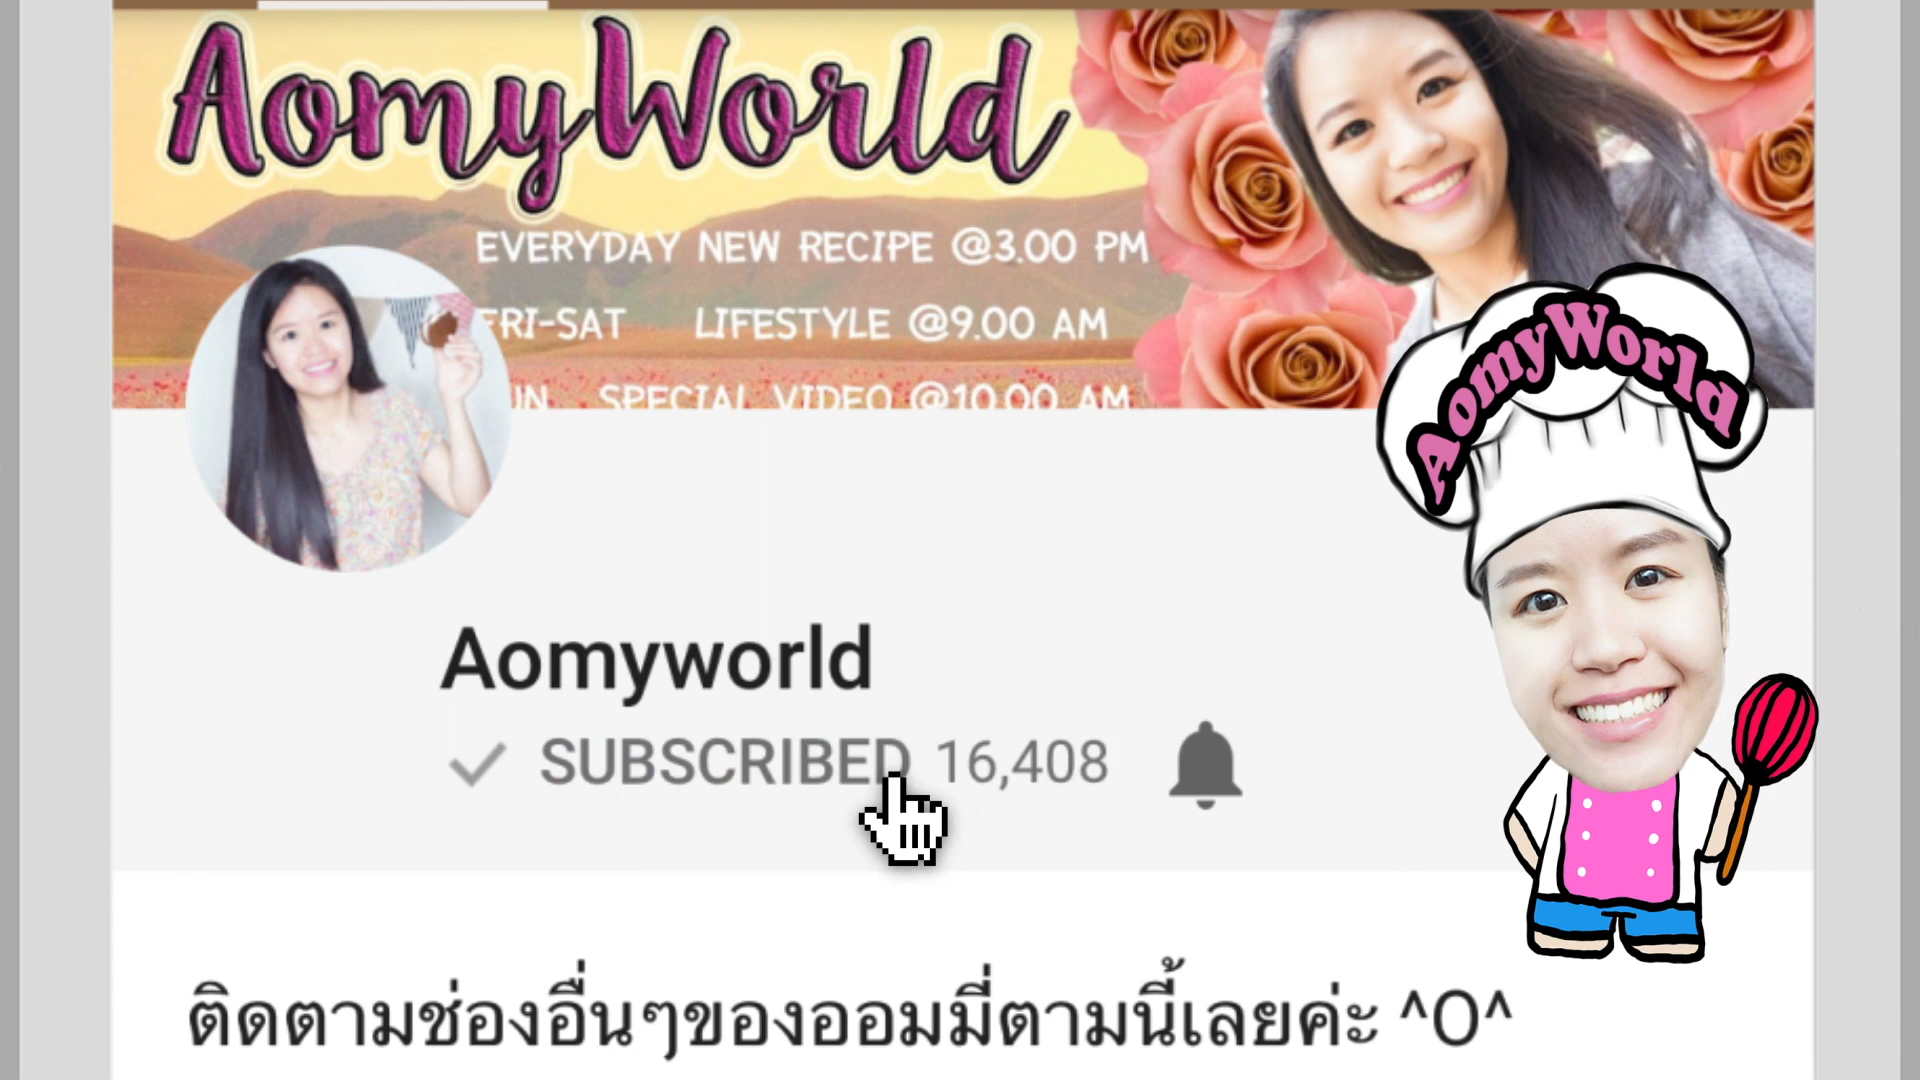 AomyWorld
EVERYDAY NEW RECIPE @3.00 PM
FRI-SAT LIFESTYLE @9.00 AM
UN SPECIAL VIDEO @10.00 AM
AomyWorld
Aomyworld
SUBSCRIBED 16,408
ติดตามช่องอื่นๆของออมมี่ตามนี้เลยค่ะ ^O^